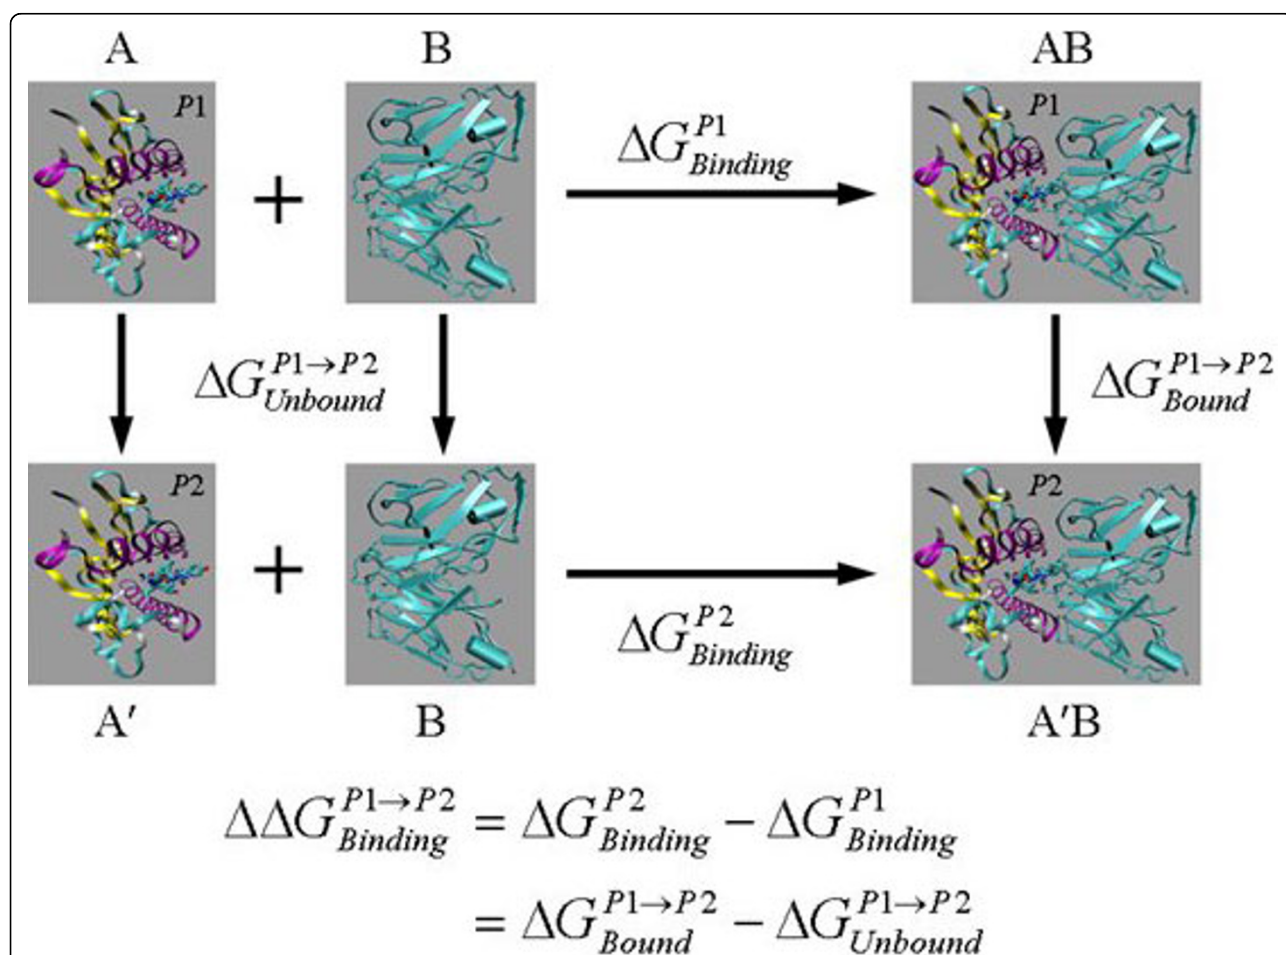 A B AB
P1 P1
+ ΔG^{P1}_{Binding}
ΔG^{P1→P2}_{Unbound} ΔG^{P1→P2}_{Bound}
P2 P2
+ ΔG^{P2}_{Binding}
A′ B A′B
ΔΔG^{P1→P2}_{Binding} = ΔG^{P2}_{Binding} − ΔG^{P1}_{Binding}
= ΔG^{P1→P2}_{Bound} − ΔG^{P1→P2}_{Unbound}